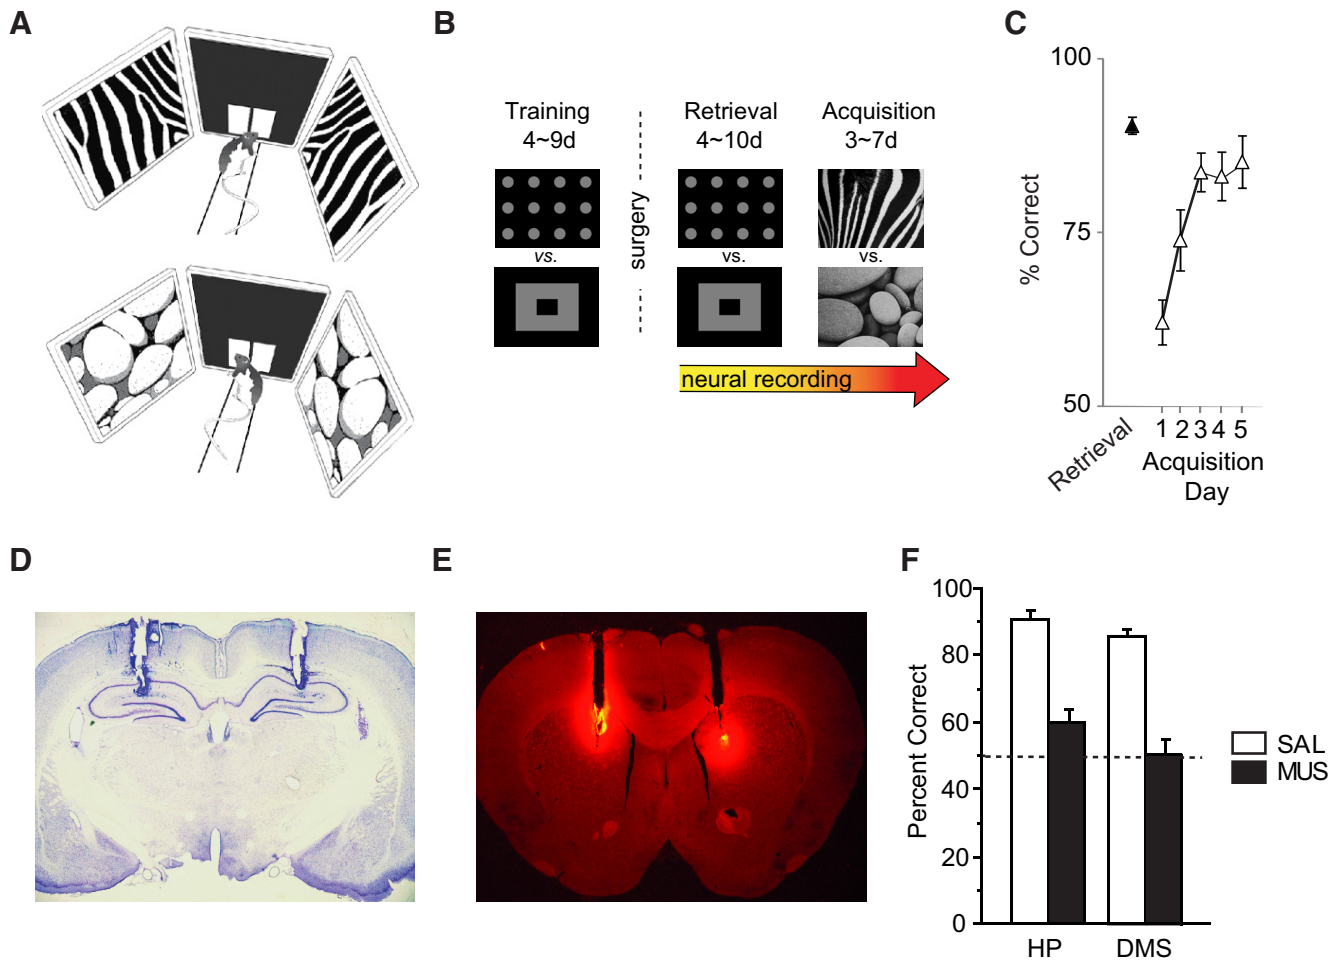 A
B
C
Training
4~9d
Retrieval
4~10d
Acquisition
3~7d
vs.
vs.
vs.
surgery
neural recording
100
75
50
% Correct
Retrieval
1 2 3 4 5
Acquisition
Day
D
E
F
100
80
60
40
20
0
Percent Correct
HP
DMS
SAL
MUS